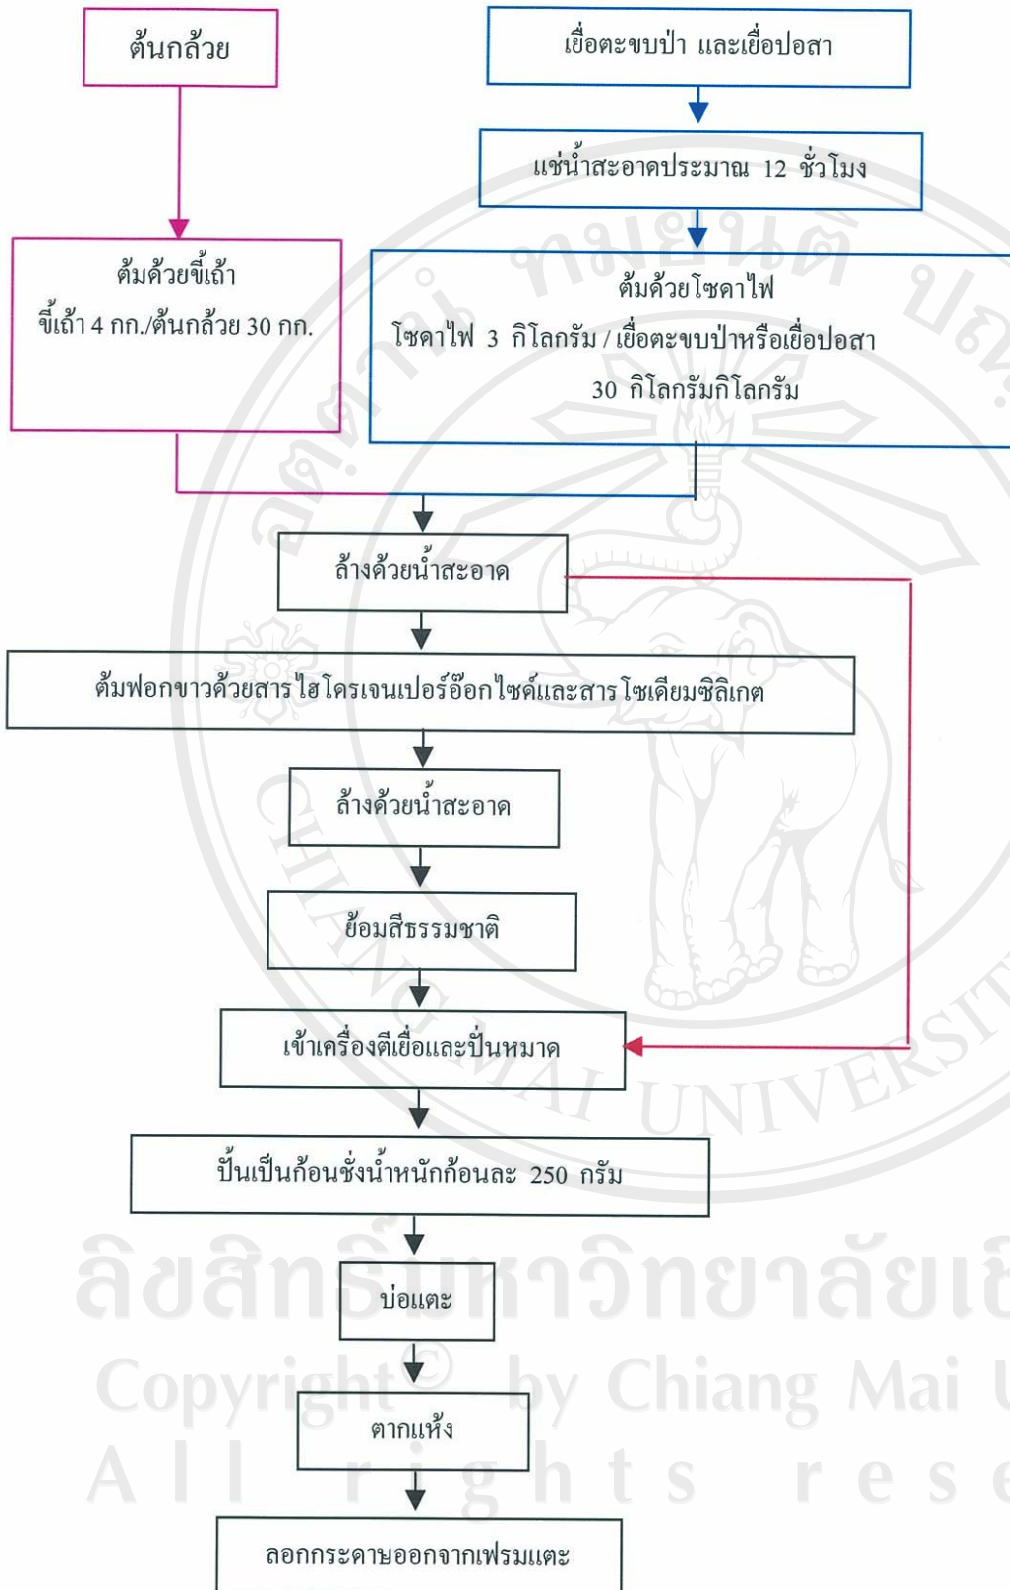 ต้นกล้วย
เยื่อตะขบป่า และเยื่อปอสา
แช่น้ำสะอาดประมาณ 12 ชั่วโมง
ต้มด้วยขี้เถ้า
ขี้เถ้า 4 กก./ต้นกล้วย 30 กก.
ต้มด้วยโซดาไฟ
โซดาไฟ 3 กิโลกรัม / เยื่อตะขบป่าหรือเยื่อปอสา
30 กิโลกรัมกิโลกรัม
ล้างด้วยน้ำสะอาด
ต้มฟอกขาวด้วยสารไฮโดรเจนเปอร์อ๊อกไซด์และสารโซเดียมซิลิเกต
ล้างด้วยน้ำสะอาด
ย้อมสีธรรมชาติ
เข้าเครื่องตีเยื่อและปั่นหมาด
ปั้นเป็นก้อนชั่งน้ำหนักก้อนละ 250 กรัม
บ่อแตะ
ตากแห้ง
ลอกกระดาษออกจากเฟรมแตะ
CHIANG MAI UNIVERSIT
ลิขสิทธิ์มหาวิทยาลัยเชี
Copyright© by Chiang Mai U
All rights rese